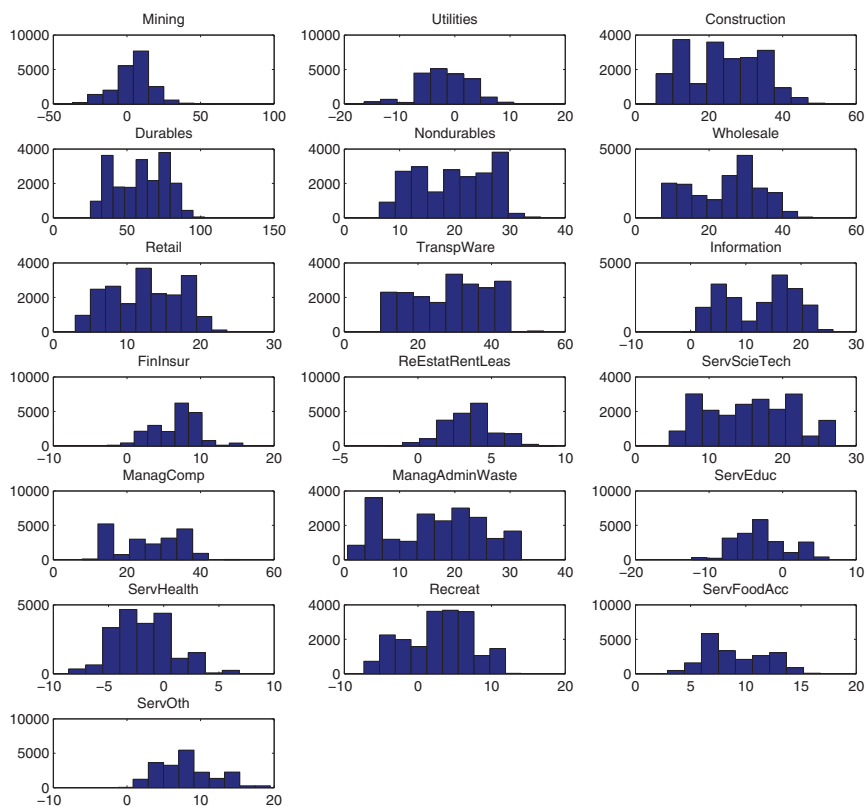 Mining Utilities Construction
10000 10000 4000
5000 5000 2000
0 0 0
-50 0 50 100 -20 -10 0 10 20 0 20 40 60
Durables Nondurables Wholesale
4000 4000 5000
2000 2000
0 0 0
0 50 100 150 0 10 20 30 40 0 20 40 60
Retail TranspWare Information
4000 4000 5000
2000 2000
0 0 0
0 10 20 30 0 20 40 60 -10 0 10 20 30
FinInsur ReEstatRentLeas ServScieTech
10000 10000 4000
5000 5000 2000
0 0 0
-10 0 10 20 -5 0 5 10 0 10 20 30
ManagComp ManagAdminWaste ServEduc
10000 4000 10000
5000 2000 5000
0 0 0
0 20 40 60 0 10 20 30 40 -20 -10 0 10
ServHealth Recreat ServFoodAcc
5000 4000 10000
2000 5000
0 0 0
-10 -5 0 5 10 -10 0 10 20 0 5 10 15 20
ServOth
10000
5000
0
-10 0 10 20